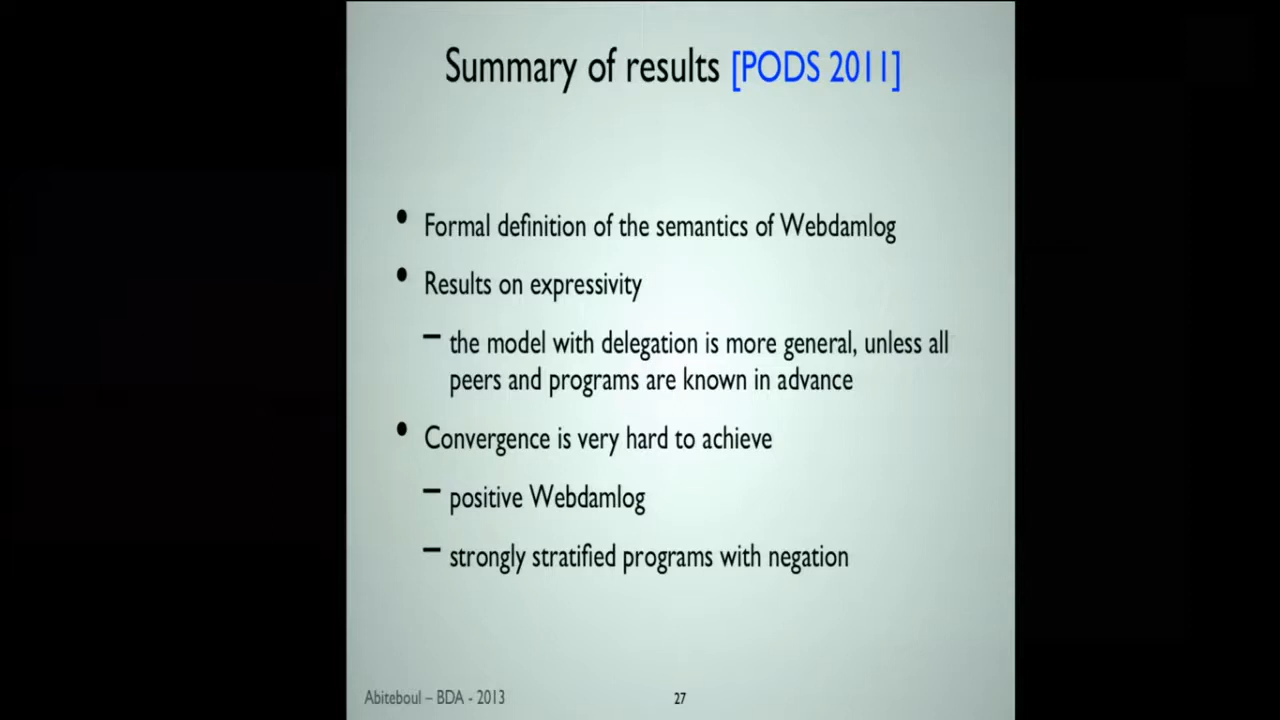 Summary of results [PODS 2011]
• Formal definition of the semantics of Webdamlog
• Results on expressivity
– the model with delegation is more general, unless all
peers and programs are known in advance
• Convergence is very hard to achieve
– positive Webdamlog
– strongly stratified programs with negation
Abiteboul – BDA - 2013
27